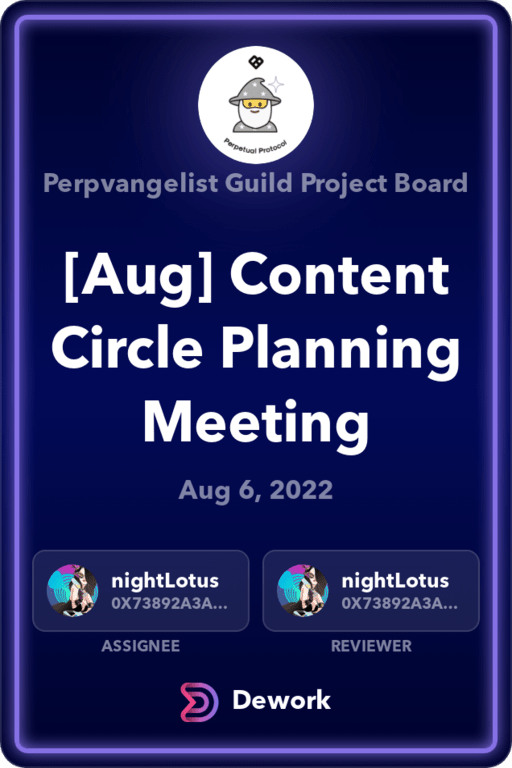 Perpetual Protocol
Perpvangelist Guild Project Board
[Aug] Content
Circle Planning
Meeting
Aug 6, 2022
nightLotus
0X73892A3A...
ASSIGNEE
nightLotus
0X73892A3A...
REVIEWER
Dework